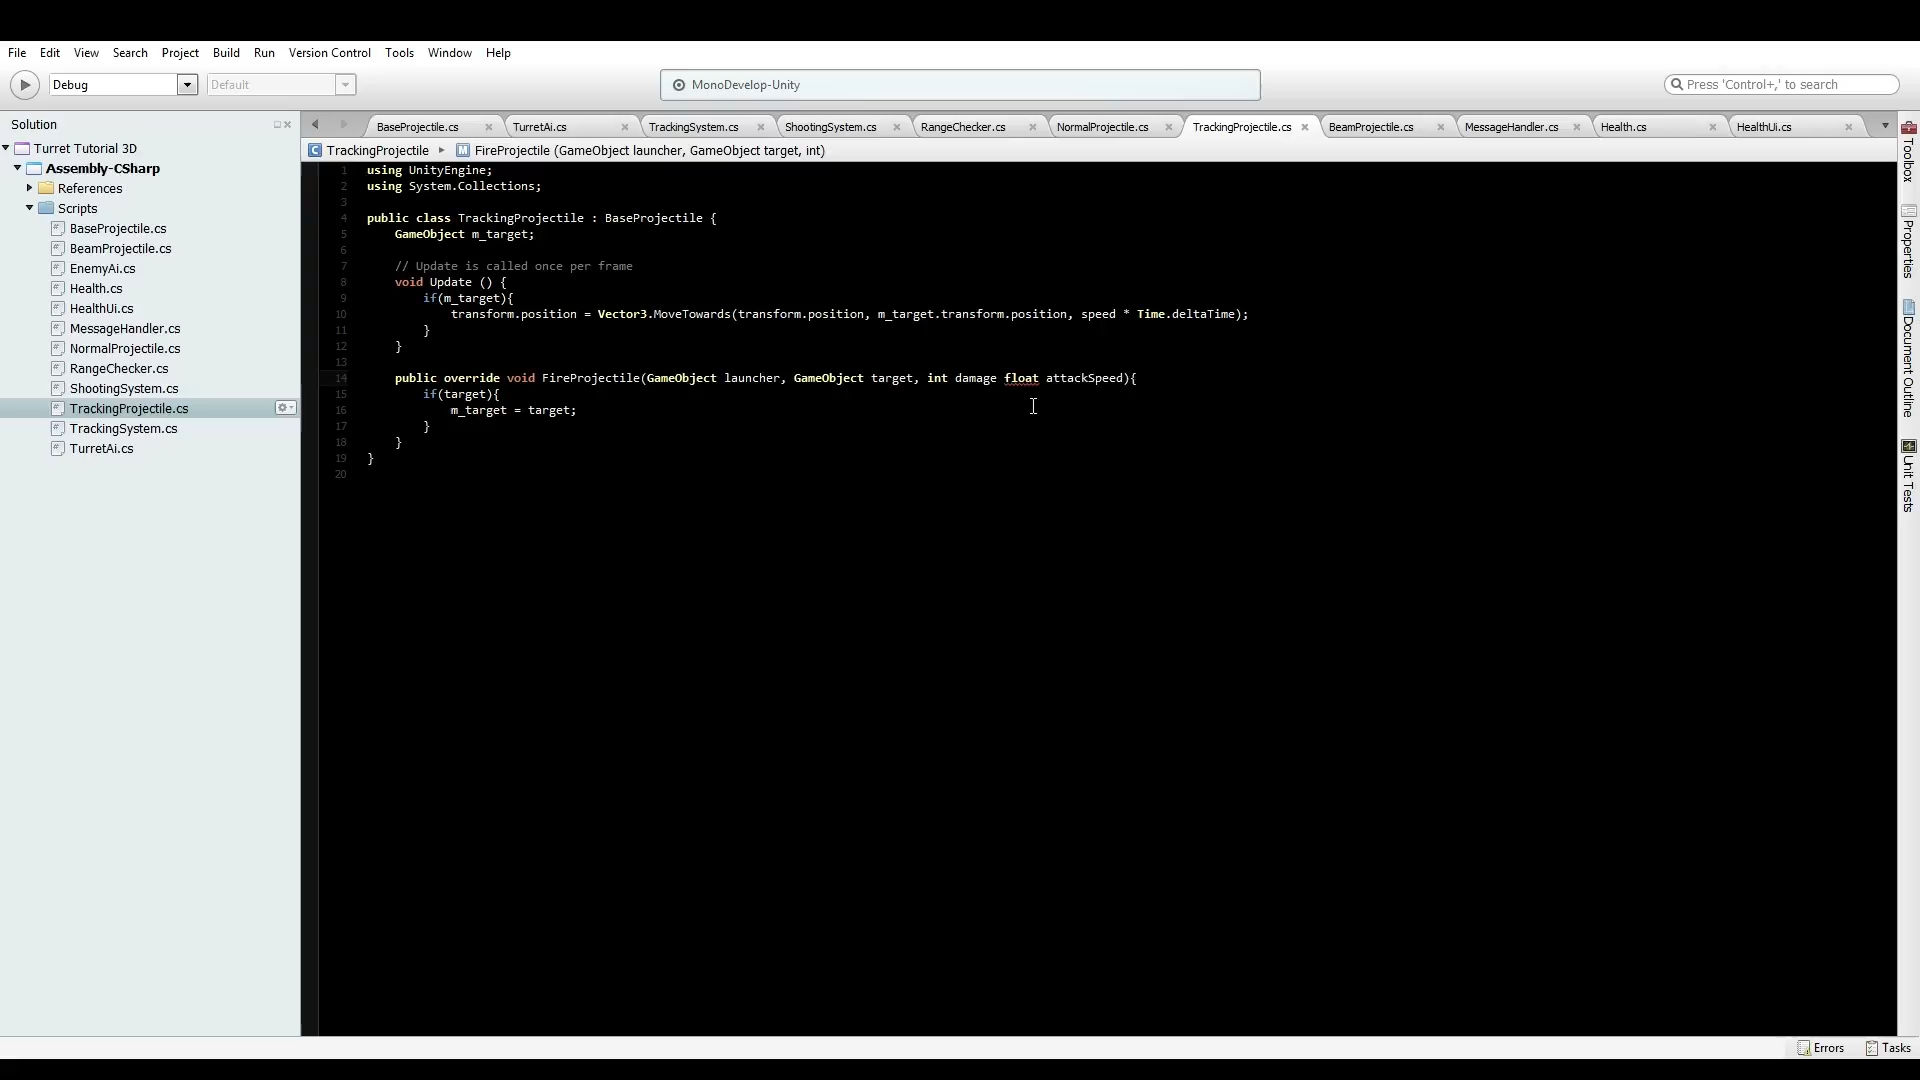 File Edit View Search Project Build Run Version Control Tools Window Help
Debug Default MonoDevelop-Unity Press 'Control+,' to search
Solution
BaseProjectile.cs TurretAi.cs TrackingSystem.cs ShootingSystem.cs RangeChecker.cs NormalProjectile.cs TrackingProjectile.cs BeamProjectile.cs MessageHandler.cs Health.cs HealthUi.cs
TrackingProjectile FireProjectile (GameObject launcher, GameObject target, int)
Turret Tutorial 3D
Assembly-CSharp
References
Scripts
BaseProjectile.cs
BeamProjectile.cs
EnemyAi.cs
Health.cs
HealthUi.cs
MessageHandler.cs
NormalProjectile.cs
RangeChecker.cs
ShootingSystem.cs
TrackingProjectile.cs
TrackingSystem.cs
TurretAi.cs
1 using UnityEngine;
2 using System.Collections;
3
4 public class TrackingProjectile : BaseProjectile {
5 GameObject m_target;
6
7 // Update is called once per frame
8 void Update () {
9 if(m_target){
10 transform.position = Vector3.MoveTowards(transform.position, m_target.transform.position, speed * Time.deltaTime);
11 }
12 }
13
14 public override void FireProjectile(GameObject launcher, GameObject target, int damage float attackSpeed){
15 if(target){
16 m_target = target;
17 }
18 }
19 }
20
Toolbox
Properties
Document Outline
Unit Tests
Errors Tasks